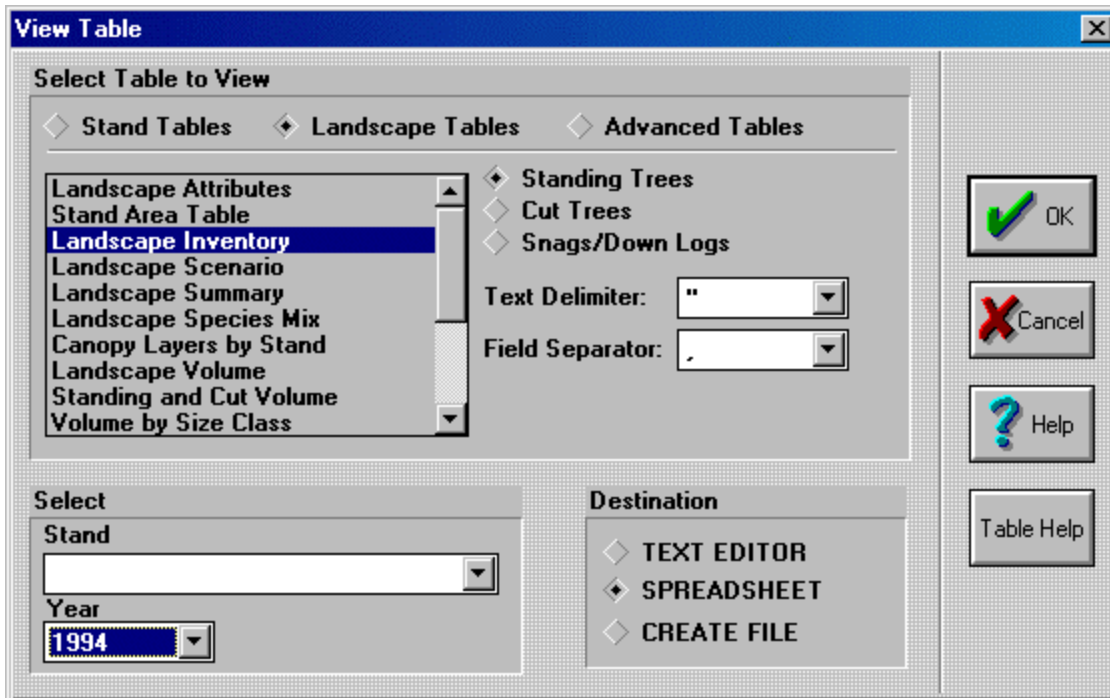 View Table
Select Table to View
Stand Tables Landscape Tables Advanced Tables
Landscape Attributes
Stand Area Table
Landscape Inventory
Landscape Scenario
Landscape Summary
Landscape Species Mix
Canopy Layers by Stand
Landscape Volume
Standing and Cut Volume
Volume by Size Class
Standing Trees
Cut Trees
Snags/Down Logs
Text Delimiter: "
Field Separator: ,
OK
Cancel
Help
Table Help
Select
Stand
Year
1994
Destination
TEXT EDITOR
SPREADSHEET
CREATE FILE